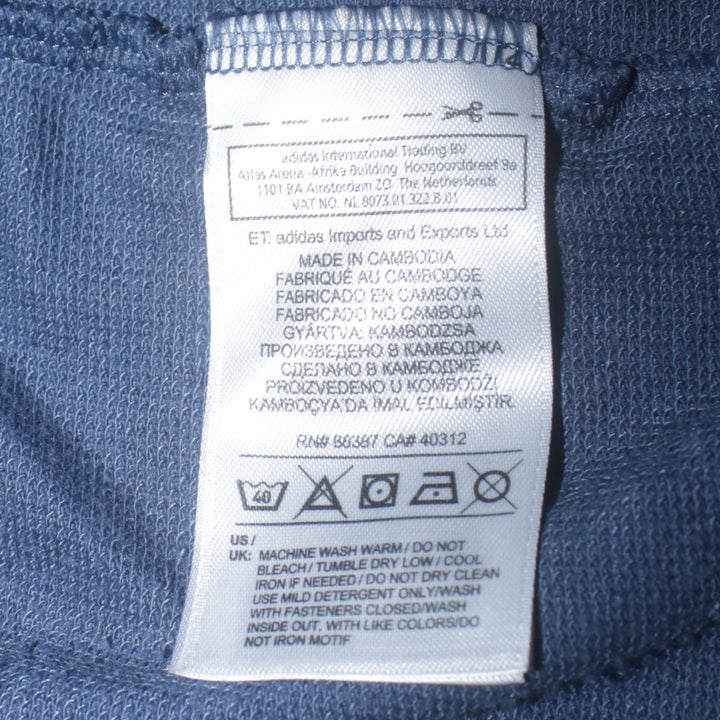 adidas International Trading BV
Atlas Arena -Afrika Building Hoogoorddreef 9a
1101 BA Amsterdam ZO The Netherlands
VAT NO. NL 8073.01.322.B.01
ET: adidas Imports and Exports Ltd
MADE IN CAMBODIA
FABRIQUÉ AU CAMBODGE
FABRICADO EN CAMBOYA
FABRICADO NO CAMBOJA
GYÁRTVA: KAMBODZSA
ПРОИЗВЕДЕНО В КАМБОДЖА
СДЕЛАНО В КАМБОДЖЕ
PROIZVEDENO U KOMBODŽI
KAMBOÇYA'DA İMAL EDİLMİŞTİR.
RN# 88387 CA# 40312
40
US /
UK: MACHINE WASH WARM / DO NOT
BLEACH / TUMBLE DRY LOW / COOL
IRON IF NEEDED / DO NOT DRY CLEAN
USE MILD DETERGENT ONLY/WASH
WITH FASTENERS CLOSED/WASH
INSIDE OUT, WITH LIKE COLORS/DO
NOT IRON MOTIF